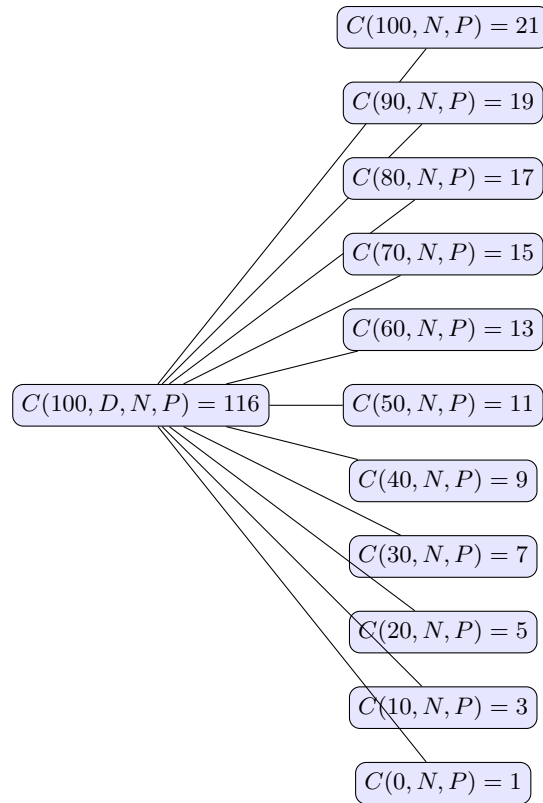 C(100, N, P) = 21
C(90, N, P) = 19
C(80, N, P) = 17
C(70, N, P) = 15
C(60, N, P) = 13
C(100, D, N, P) = 116
C(50, N, P) = 11
C(40, N, P) = 9
C(30, N, P) = 7
C(20, N, P) = 5
C(10, N, P) = 3
C(0, N, P) = 1